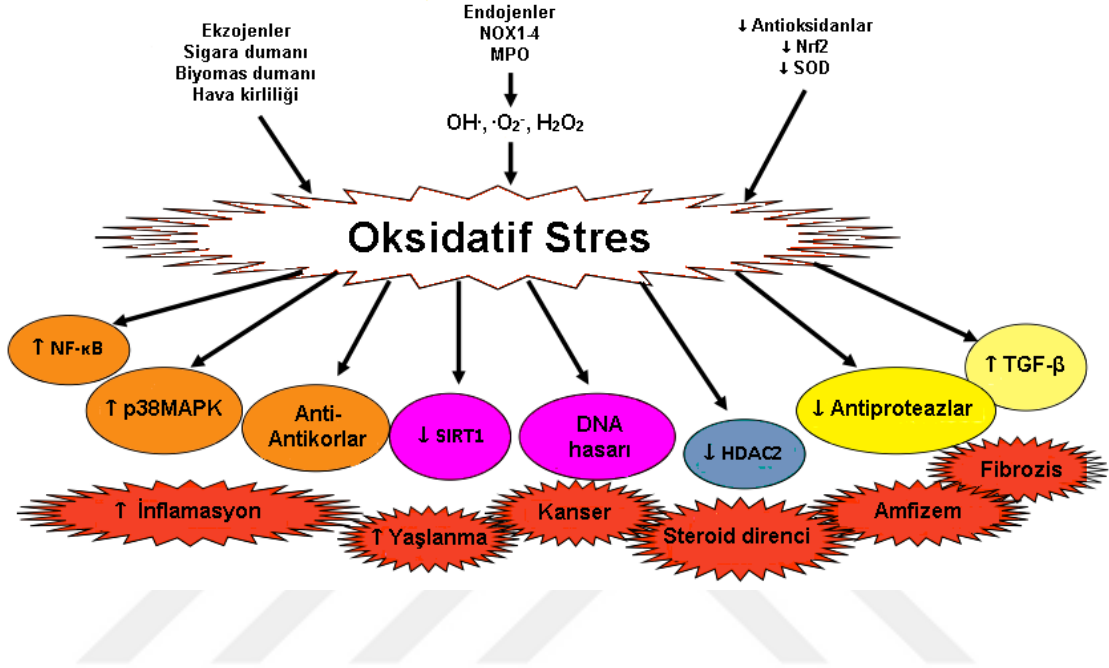 Ekzojenler
Sigara dumanı
Biyomas dumanı
Hava kirliliği
Endojenler
NOX1-4
MPO
OH·, ·O₂⁻, H₂O₂
↓ Antioksidanlar
↓ Nrf2
↓ SOD
Oksidatif Stres
↑ NF-κB
↑ p38MAPK
Anti-
Antikorlar
↓ SIRT1
DNA
hasarı
↓ HDAC2
↓ Antiproteazlar
↑ TGF-β
↑ İnflamasyon
↑ Yaşlanma
Kanser
Steroid direnci
Amfizem
Fibrozis